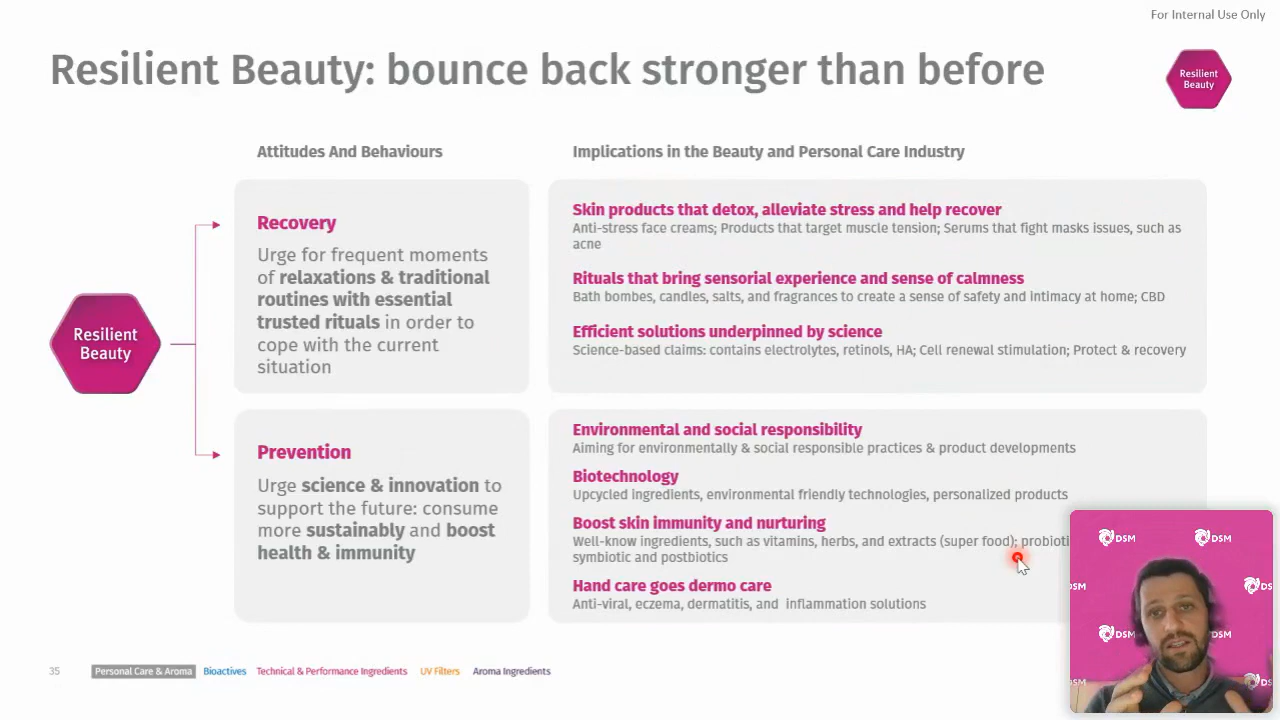 For Internal Use Only
Resilient Beauty: bounce back stronger than before
Resilient
Beauty
Attitudes And Behaviours
Implications in the Beauty and Personal Care Industry
Recovery
Urge for frequent moments
of relaxations & traditional
routines with essential
trusted rituals in order to
cope with the current
situation
Skin products that detox, alleviate stress and help recover
Anti-stress face creams; Products that target muscle tension; Serums that fight masks issues, such as
acne
Rituals that bring sensorial experience and sense of calmness
Bath bombes, candles, salts, and fragrances to create a sense of safety and intimacy at home; CBD
Efficient solutions underpinned by science
Science-based claims: contains electrolytes, retinols, HA; Cell renewal stimulation; Protect & recovery
Resilient
Beauty
Prevention
Urge science & innovation to
support the future: consume
more sustainably and boost
health & immunity
Environmental and social responsibility
Aiming for environmentally & social responsible practices & product developments
Biotechnology
Upcycled ingredients, environmental friendly technologies, personalized products
Boost skin immunity and nurturing
Well-know ingredients, such as vitamins, herbs, and extracts (super food); probioti
symbiotic and postbiotics
Hand care goes dermo care
Anti-viral, eczema, dermatitis, and inflammation solutions
DSM
DSM
DSM
DS
DSM
DSM
DS
35
Personal Care & Aroma
Bioactives
Technical & Performance Ingredients
UV Filters
Aroma Ingredients